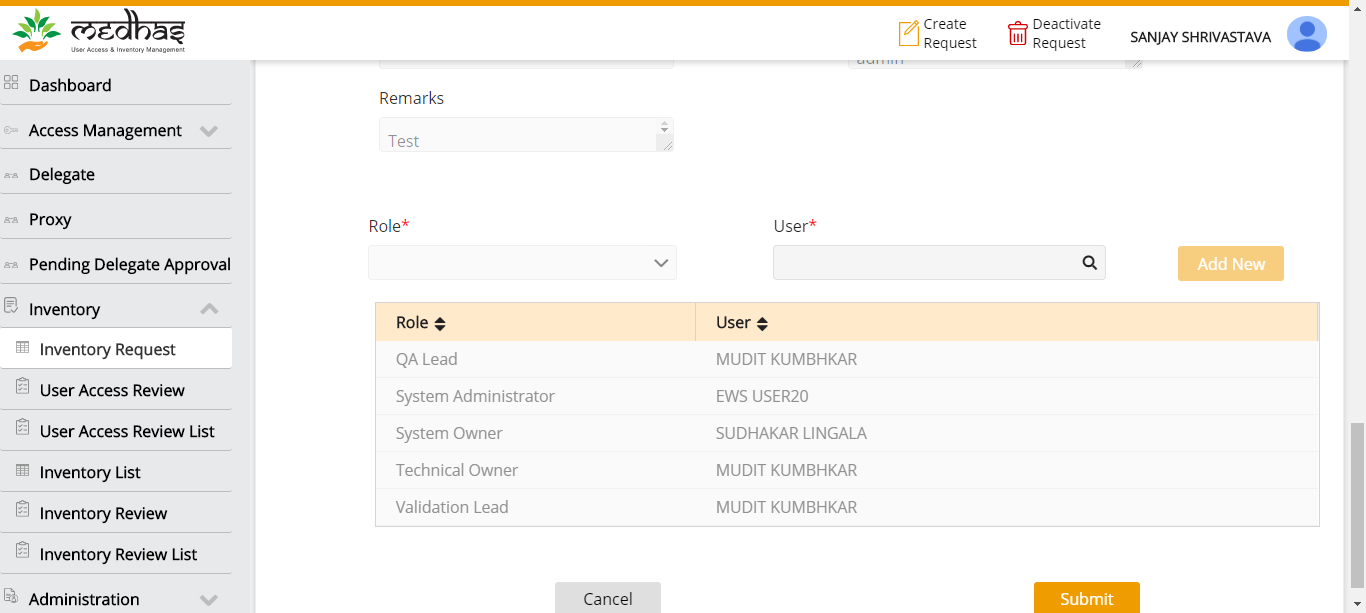 medhas
User Access & Inventory Management
Create
Request
Deactivate
Request
SANJAY SHRIVASTAVA
Dashboard
Access Management
Delegate
Proxy
Pending Delegate Approval
Inventory
Inventory Request
User Access Review
User Access Review List
Inventory List
Inventory Review
Inventory Review List
Administration
admin
Remarks
Test
Role*
User*
Add New
Role User
QA Lead MUDIT KUMBHKAR
System Administrator EWS USER20
System Owner SUDHAKAR LINGALA
Technical Owner MUDIT KUMBHKAR
Validation Lead MUDIT KUMBHKAR
Cancel Submit